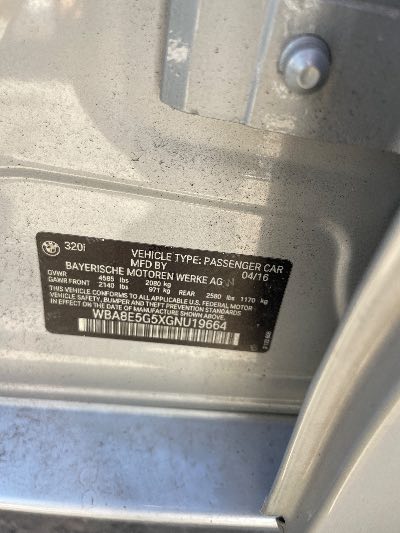 320i VEHICLE TYPE: PASSENGER CAR
MFD BY 04/16
BAYERISCHE MOTOREN WERKE AG
GVWR 4585 lbs 2080 kg
GAWR FRONT 2140 lbs 971 kg REAR 2580 lbs 1170 kg
THIS VEHICLE CONFORMS TO ALL APPLICABLE U.S. FEDERAL MOTOR
VEHICLE SAFETY, BUMPER AND THEFT PREVENTION STANDARDS IN EFFECT
ON THE DATE OF MANUFACTURE SHOWN ABOVE.
WBA8E5G5XGNU19664